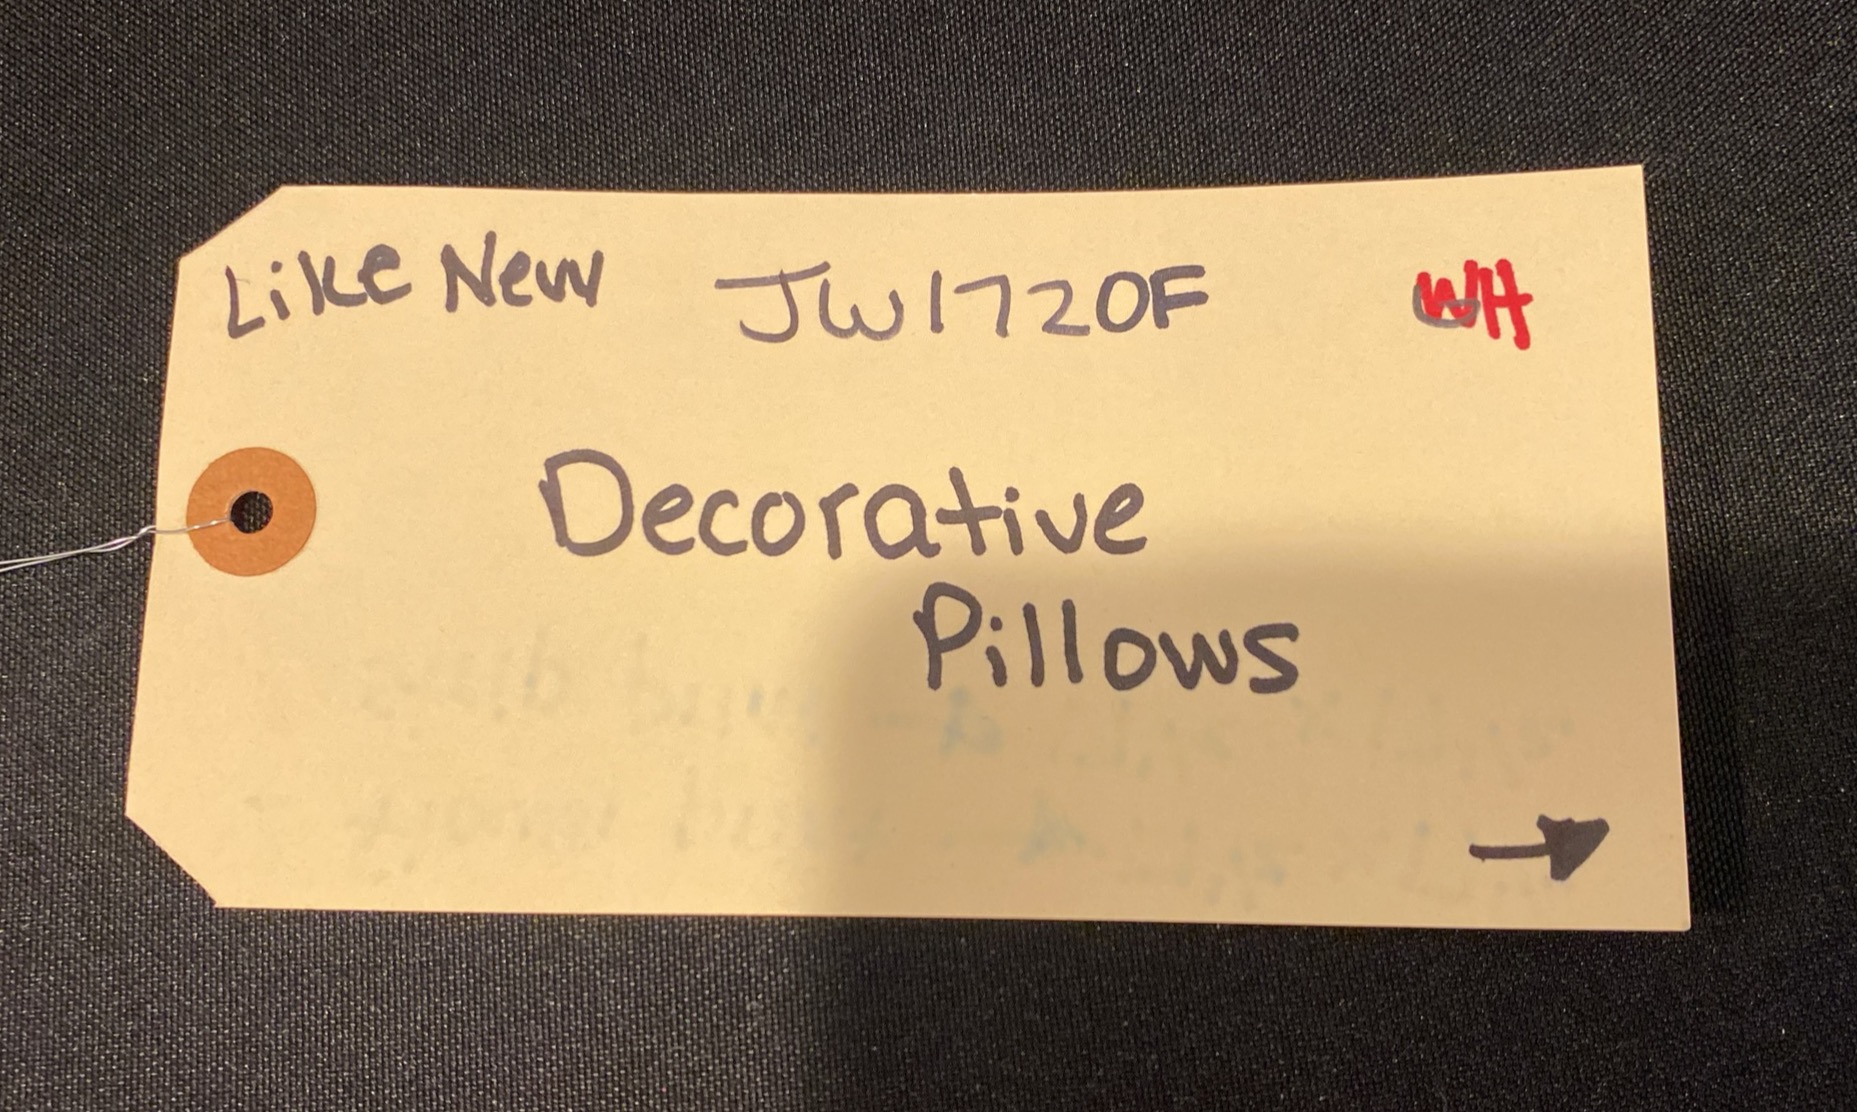 Like New JW1720F WH
Decorative
Pillows
→